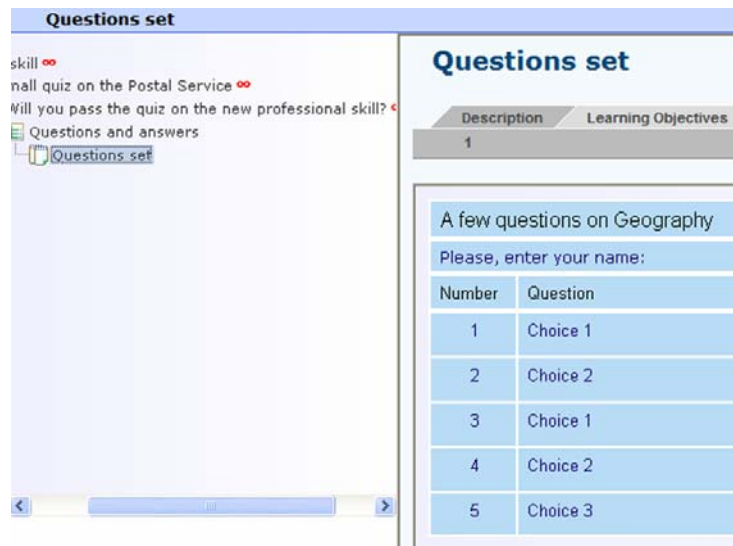 Questions set
skill
nall quiz on the Postal Service
Will you pass the quiz on the new professional skill?
Questions and answers
Questions set
Questions set
Description Learning Objectives
1
A few questions on Geography
Please, enter your name:
Number Question
1 Choice 1
2 Choice 2
3 Choice 1
4 Choice 2
5 Choice 3